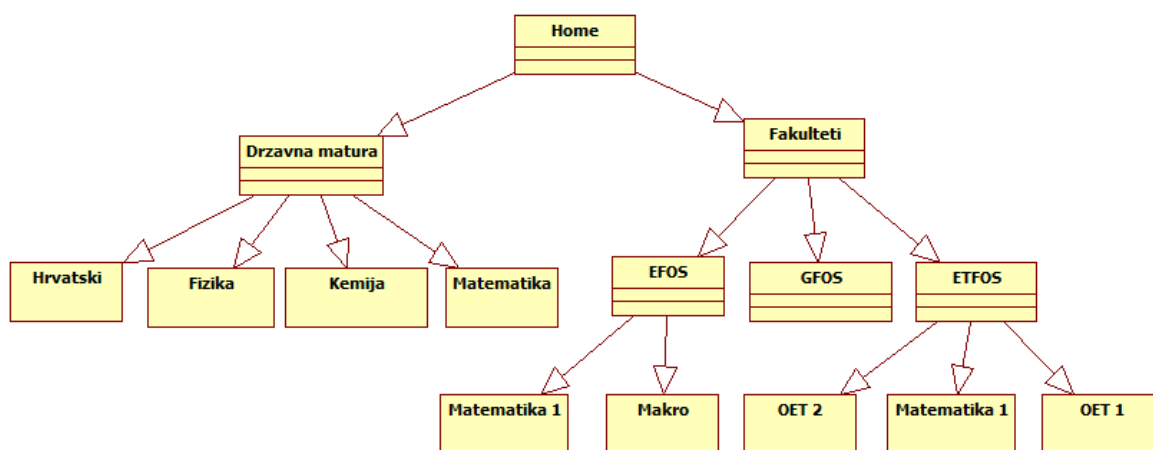 Home
Drzavna matura
Fakulteti
Hrvatski
Fizika
Kemija
Matematika
EFOS
GFOS
ETFOS
Matematika 1
Makro
OET 2
Matematika 1
OET 1